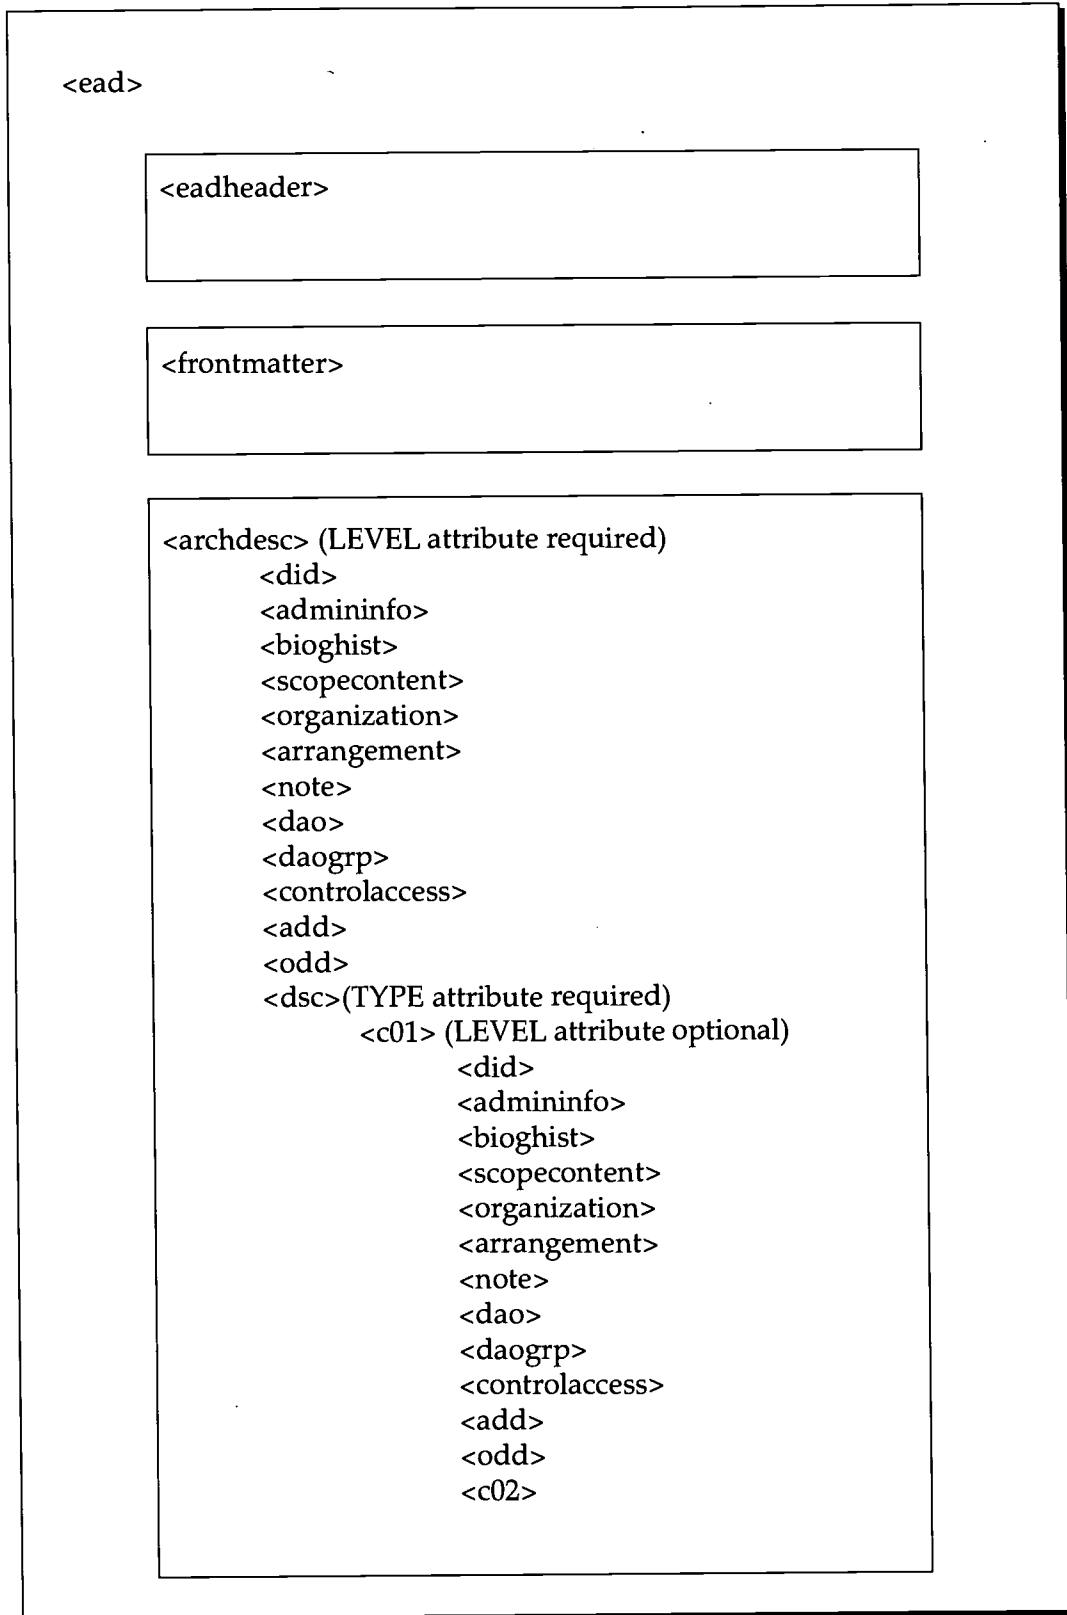 <ead>
<eadheader>
<frontmatter>
<archdesc> (LEVEL attribute required)
<did>
<admininfo>
<bioghist>
<scopecontent>
<organization>
<arrangement>
<note>
<dao>
<daogrp>
<controlaccess>
<add>
<odd>
<dsc>(TYPE attribute required)
<c01> (LEVEL attribute optional)
<did>
<admininfo>
<bioghist>
<scopecontent>
<organization>
<arrangement>
<note>
<dao>
<daogrp>
<controlaccess>
<add>
<odd>
<c02>